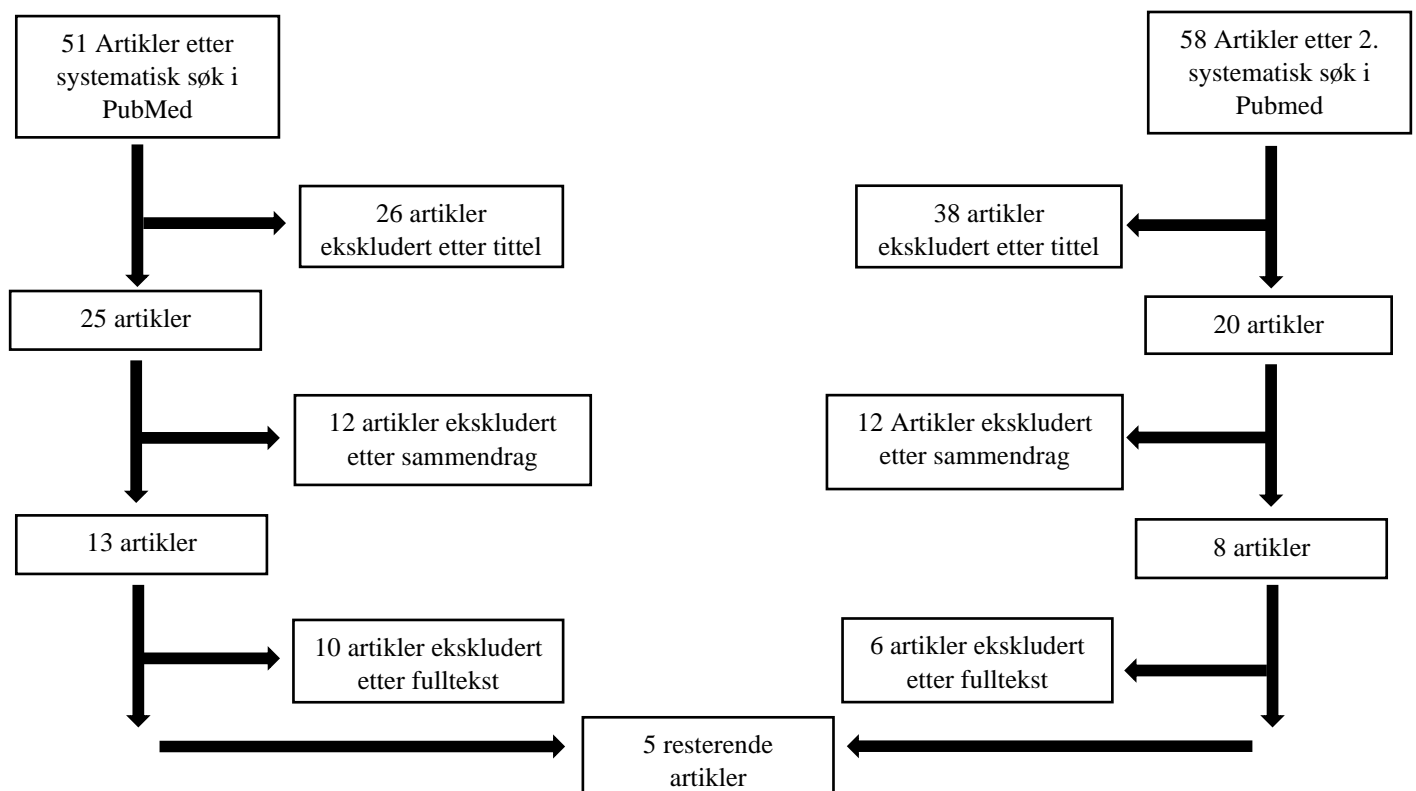 51 Artikler etter
systematisk søk i
PubMed
58 Artikler etter 2.
systematisk søk i
Pubmed
26 artikler
ekskludert etter tittel
38 artikler
ekskludert etter tittel
25 artikler
20 artikler
12 artikler ekskludert
etter sammendrag
12 Artikler ekskludert
etter sammendrag
13 artikler
8 artikler
10 artikler ekskludert
etter fulltekst
6 artikler ekskludert
etter fulltekst
5 resterende
artikler